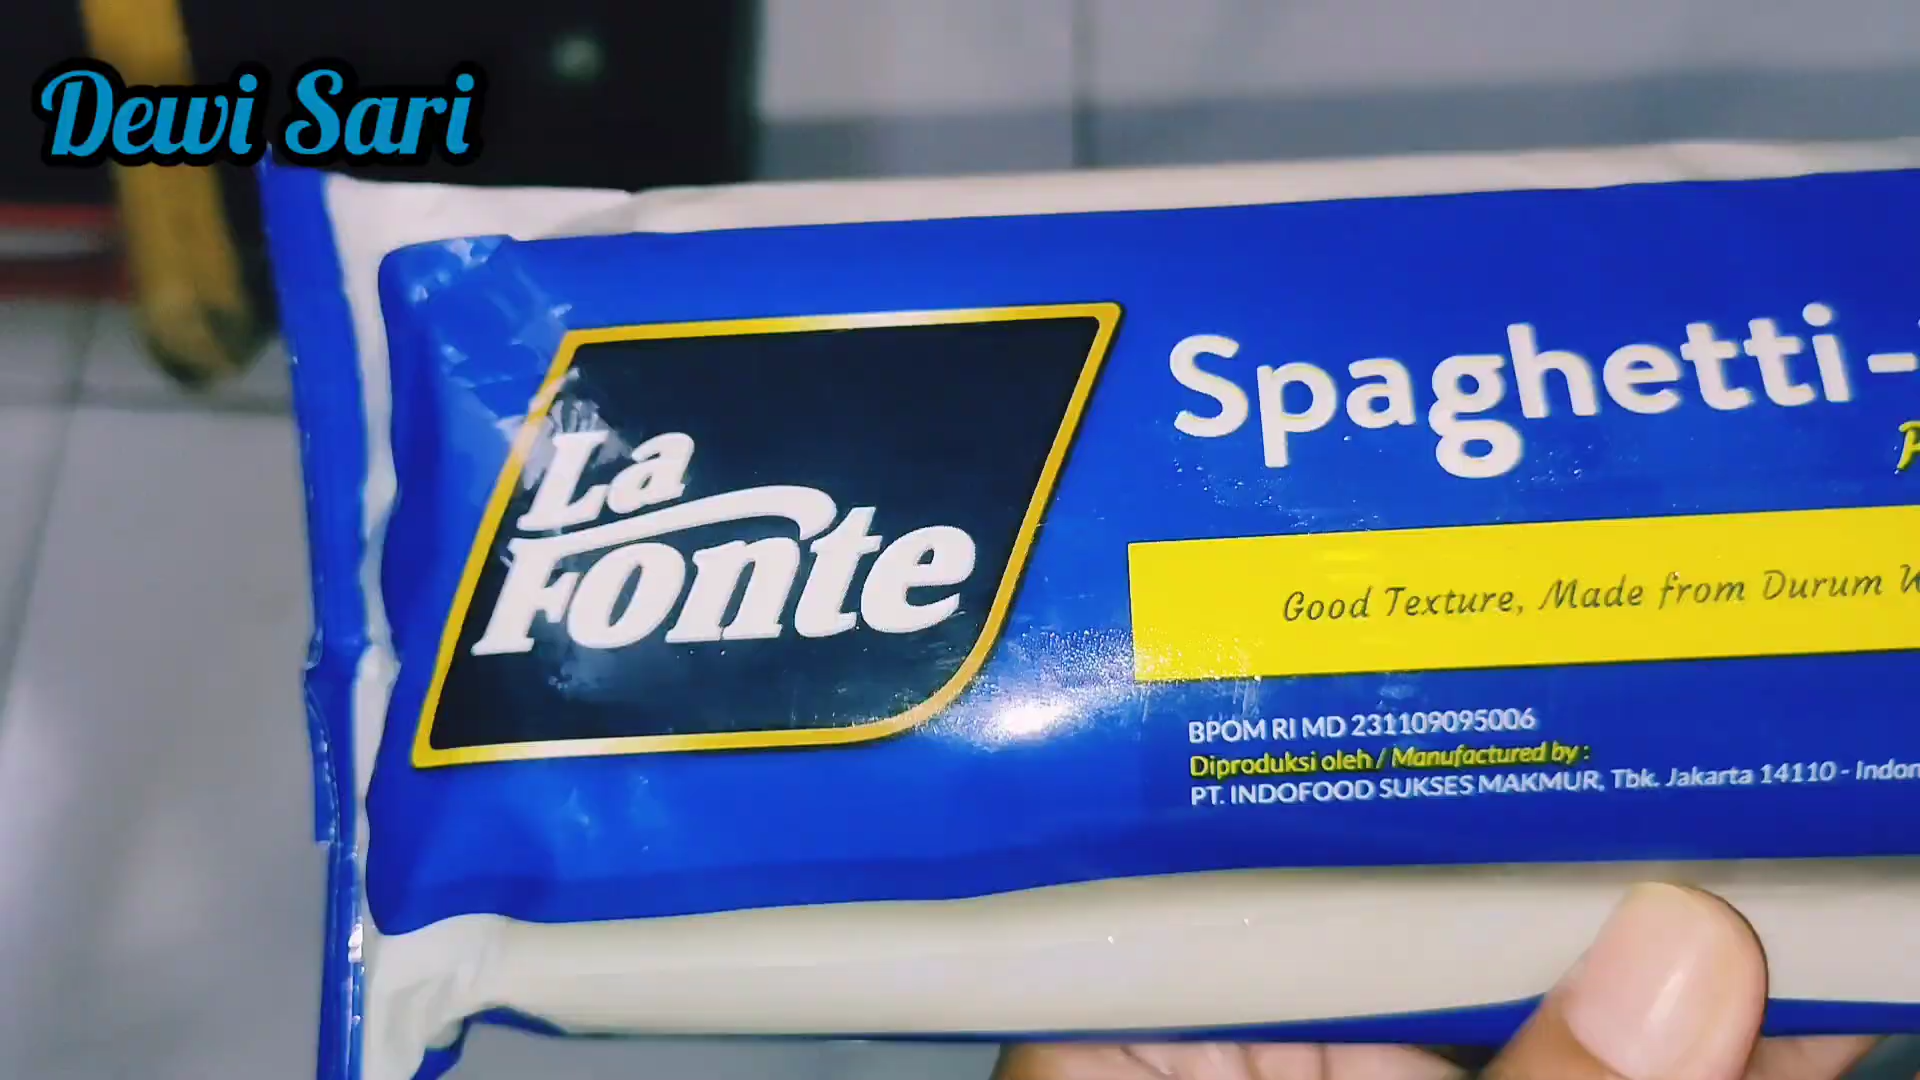 Dewi Sari
La
Fonte
Spaghetti-
Good Texture, Made from Durum
BPOM RI MD 231109095006
Diproduksi oleh / Manufactured by :
PT. INDOFOOD SUKSES MAKMUR, Tbk. Jakarta 14110 - Indon